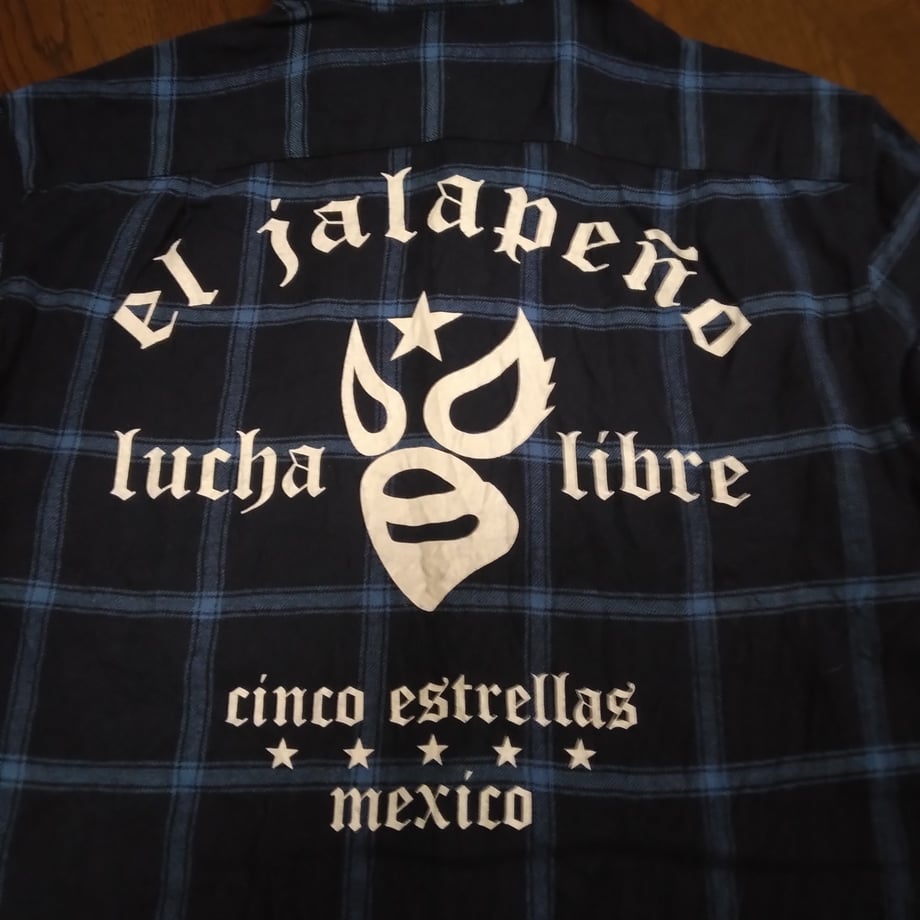 el jalapeño
lucha libre
cinco estrellas
mexico